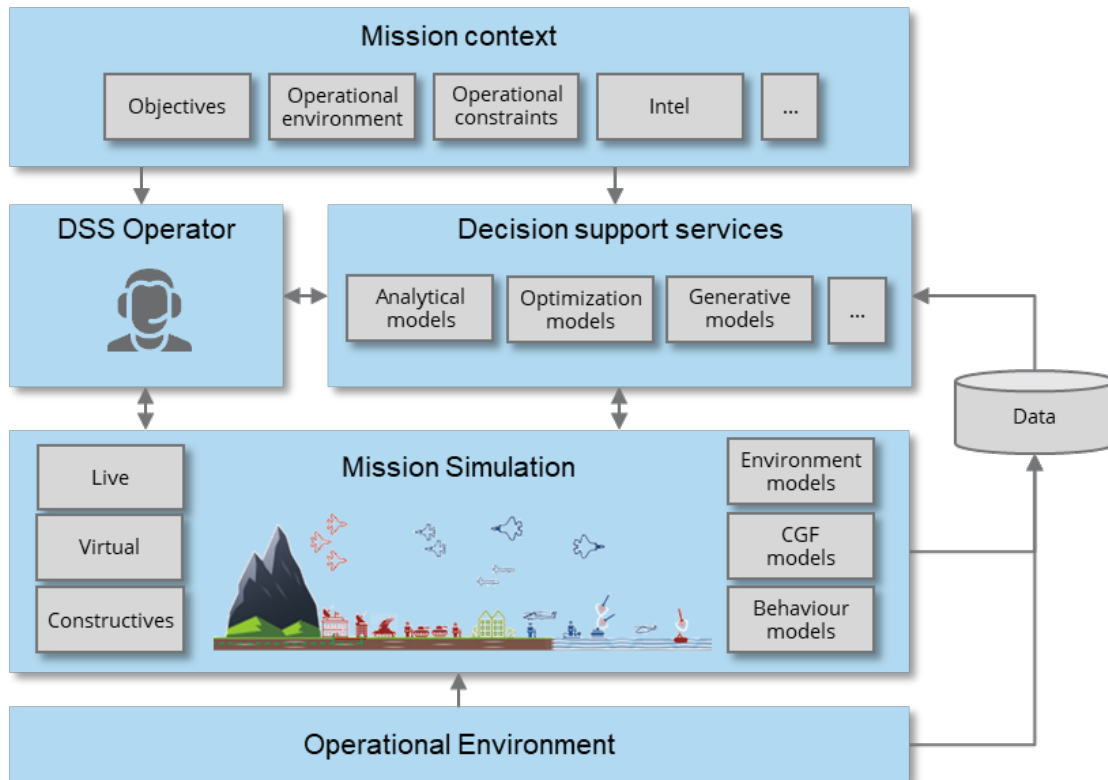 Mission context
Objectives
Operational
environment
Operational
constraints
Intel
...
DSS Operator
Decision support services
Analytical
models
Optimization
models
Generative
models
...
Data
Mission Simulation
Live
Virtual
Constructives
Environment
models
CGF
models
Behaviour
models
Operational Environment